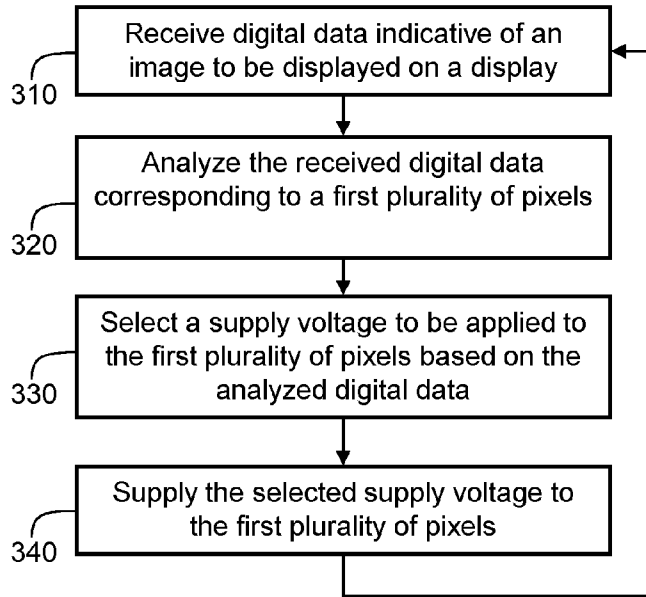 Receive digital data indicative of an
image to be displayed on a display
310
Analyze the received digital data
corresponding to a first plurality of pixels
320
Select a supply voltage to be applied to
the first plurality of pixels based on the
analyzed digital data
330
Supply the selected supply voltage to
the first plurality of pixels
340